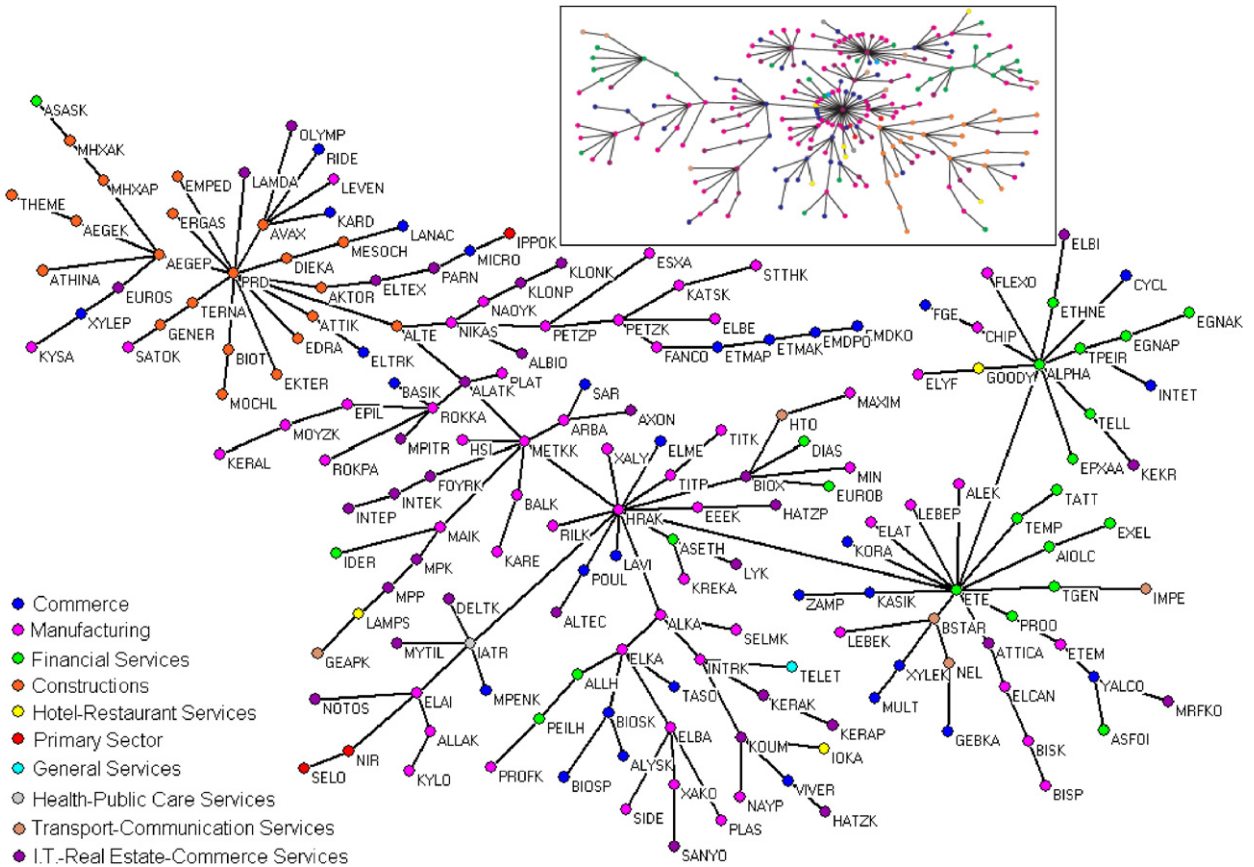 ASASK
MHXAK
MHXAP
THEME
AEGEK
ATHINA
AEGEP
EUROS
XYLEP
KYSA
OLYMP
RIDE
LAMDA
LEVEN
EMPED
ERGAS
AVAX
KARD
LANAC
MESOCH
DIEKA
PRD
IPPOK
MICRO
PARN
ELTEX
AKTOR
TERNA
GENER
SATOK
ATTIK
EDRA
ELTRK
BIOT
EKTER
MOCHL
ALTE
KLONK
KLONP
NAOYK
NIKAS
ALBIO
ESXA
PETZP
STTHK
KATSK
PETZK
ELBE
FANCO
ETMAP
ETMAK
EMDPO
EMDKO
PLAT
ALATK
BASIK
ROKKA
EPIL
MOYZK
KERAL
ROKPA
MPITR
SAR
ARBA
AXON
HSI
METKK
FOYRK
INTEK
INTEP
BALK
KARE
MAIK
IDER
MPK
MPP
LAMPS
GEAPK
XALY
ELME
TITK
TITP
HRAK
RILK
EEEK
HATZP
LAVI
POUL
ALTEC
ASETH
KREKA
LYK
MAXIM
HTO
DIAS
BIOX
MIN
EUROB
ELBI
FLEXO
CYCL
ETHNE
FGE
CHIP
EGNAK
EGNAP
TPEIR
ELYF
GOODY
ALPHA
INTET
TELL
EPXAA
KEKR
ALEK
LEBEP
ELAT
KORA
TATT
TEMP
EXEL
AIOLC
ETE
ZAMP
KASIK
TGEN
IMPE
LEBEK
BSTAR
PROO
XYLEK
NEL
ATTICA
ETEM
MULT
GEBKA
ELCAN
YALCO
MRFKO
ASFOI
BISK
BISP
DELTK
MYTIL
IATR
MPENK
NOTOS
ELAI
ALLAK
KYLO
NIR
SELO
ALKA
SELMK
ELKA
INTRK
TELET
ALLH
TASO
KERAK
KERAP
PEILH
BIOSK
ELBA
KOUM
IOKA
PROFK
ALYSK
BIOSP
XAKO
NAYP
VIVER
HATZK
SIDE
PLAS
SANYO
Commerce
Manufacturing
Financial Services
Constructions
Hotel-Restaurant Services
Primary Sector
General Services
Health-Public Care Services
Transport-Communication Services
I.T.-Real Estate-Commerce Services